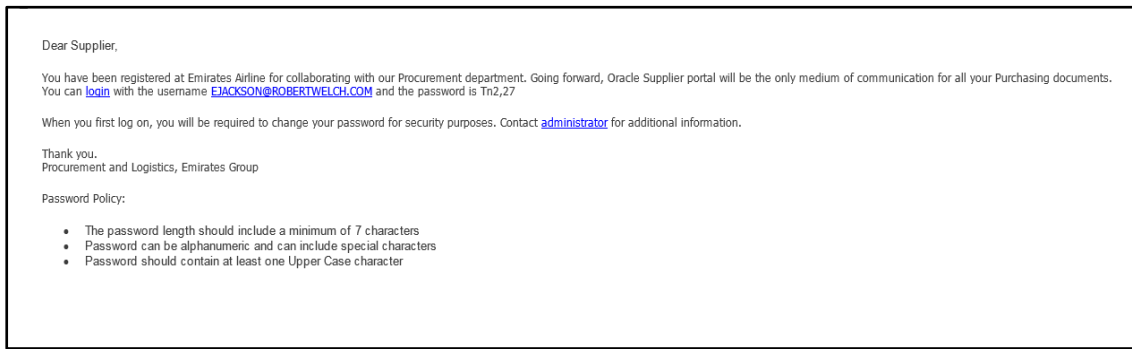 Dear Supplier,
You have been registered at Emirates Airline for collaborating with our Procurement department. Going forward, Oracle Supplier portal will be the only medium of communication for all your Purchasing documents.
You can login with the username EJACKSON@ROBERTWELCH.COM and the password is Tn2,27
When you first log on, you will be required to change your password for security purposes. Contact administrator for additional information.
Thank you.
Procurement and Logistics, Emirates Group
Password Policy:
• The password length should include a minimum of 7 characters
• Password can be alphanumeric and can include special characters
• Password should contain at least one Upper Case character